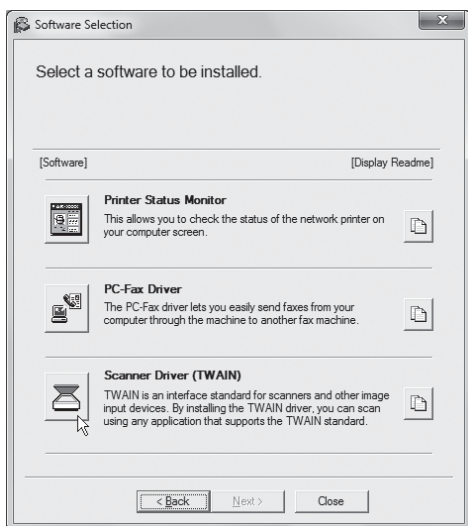 Software Selection
x
Select a software to be installed.
[Software] [Display Readme]
Printer Status Monitor
This allows you to check the status of the network printer on
your computer screen.
PC-Fax Driver
The PC-Fax driver lets you easily send faxes from your
computer through the machine to another fax machine.
Scanner Driver (TWAIN)
TWAIN is an interface standard for scanners and other image
input devices. By installing the TWAIN driver, you can scan
using any application that supports the TWAIN standard.
< Back Next > Close